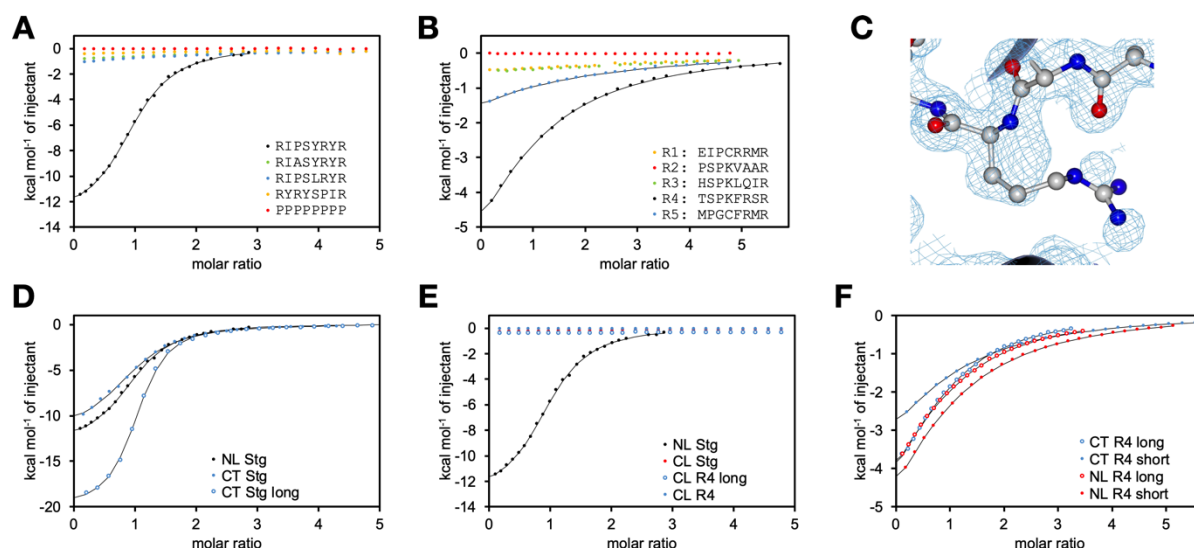 A
kcal mol⁻¹ of injectant
0
-2
-4
-6
-8
-10
-12
-14
0 1 2 3 4 5
molar ratio
RIPSYRYR
RIASYRYR
RIPSLRYR
RYRYSPIR
PPPPPPPP
B
kcal mol⁻¹ of injectant
0
-1
-2
-3
-4
-5
0 1 2 3 4 5
molar ratio
R1: EIPCRRMR
R2: PSPKVAAR
R3: HSPKLQIR
R4: TSPKFRSR
R5: MPGCFRMR
C
D
kcal mol⁻¹ of injectant
0
-5
-10
-15
-20
0 1 2 3 4 5
molar ratio
NL Stg
CT Stg
CT Stg long
E
kcal mol⁻¹ of injectant
0
-2
-4
-6
-8
-10
-12
-14
0 1 2 3 4 5
molar ratio
NL Stg
CL Stg
CL R4 long
CL R4
F
kcal mol⁻¹ of injectant
0
-1
-2
-3
-4
-5
0 1 2 3 4 5
molar ratio
CT R4 long
CT R4 short
NL R4 long
NL R4 short